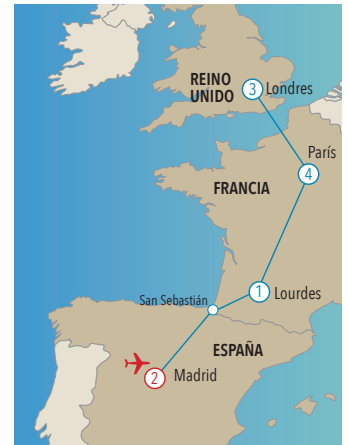 REINO
UNIDO
3 Londres
París
4
FRANCIA
San Sebastián
1 Lourdes
ESPAÑA
2 Madrid